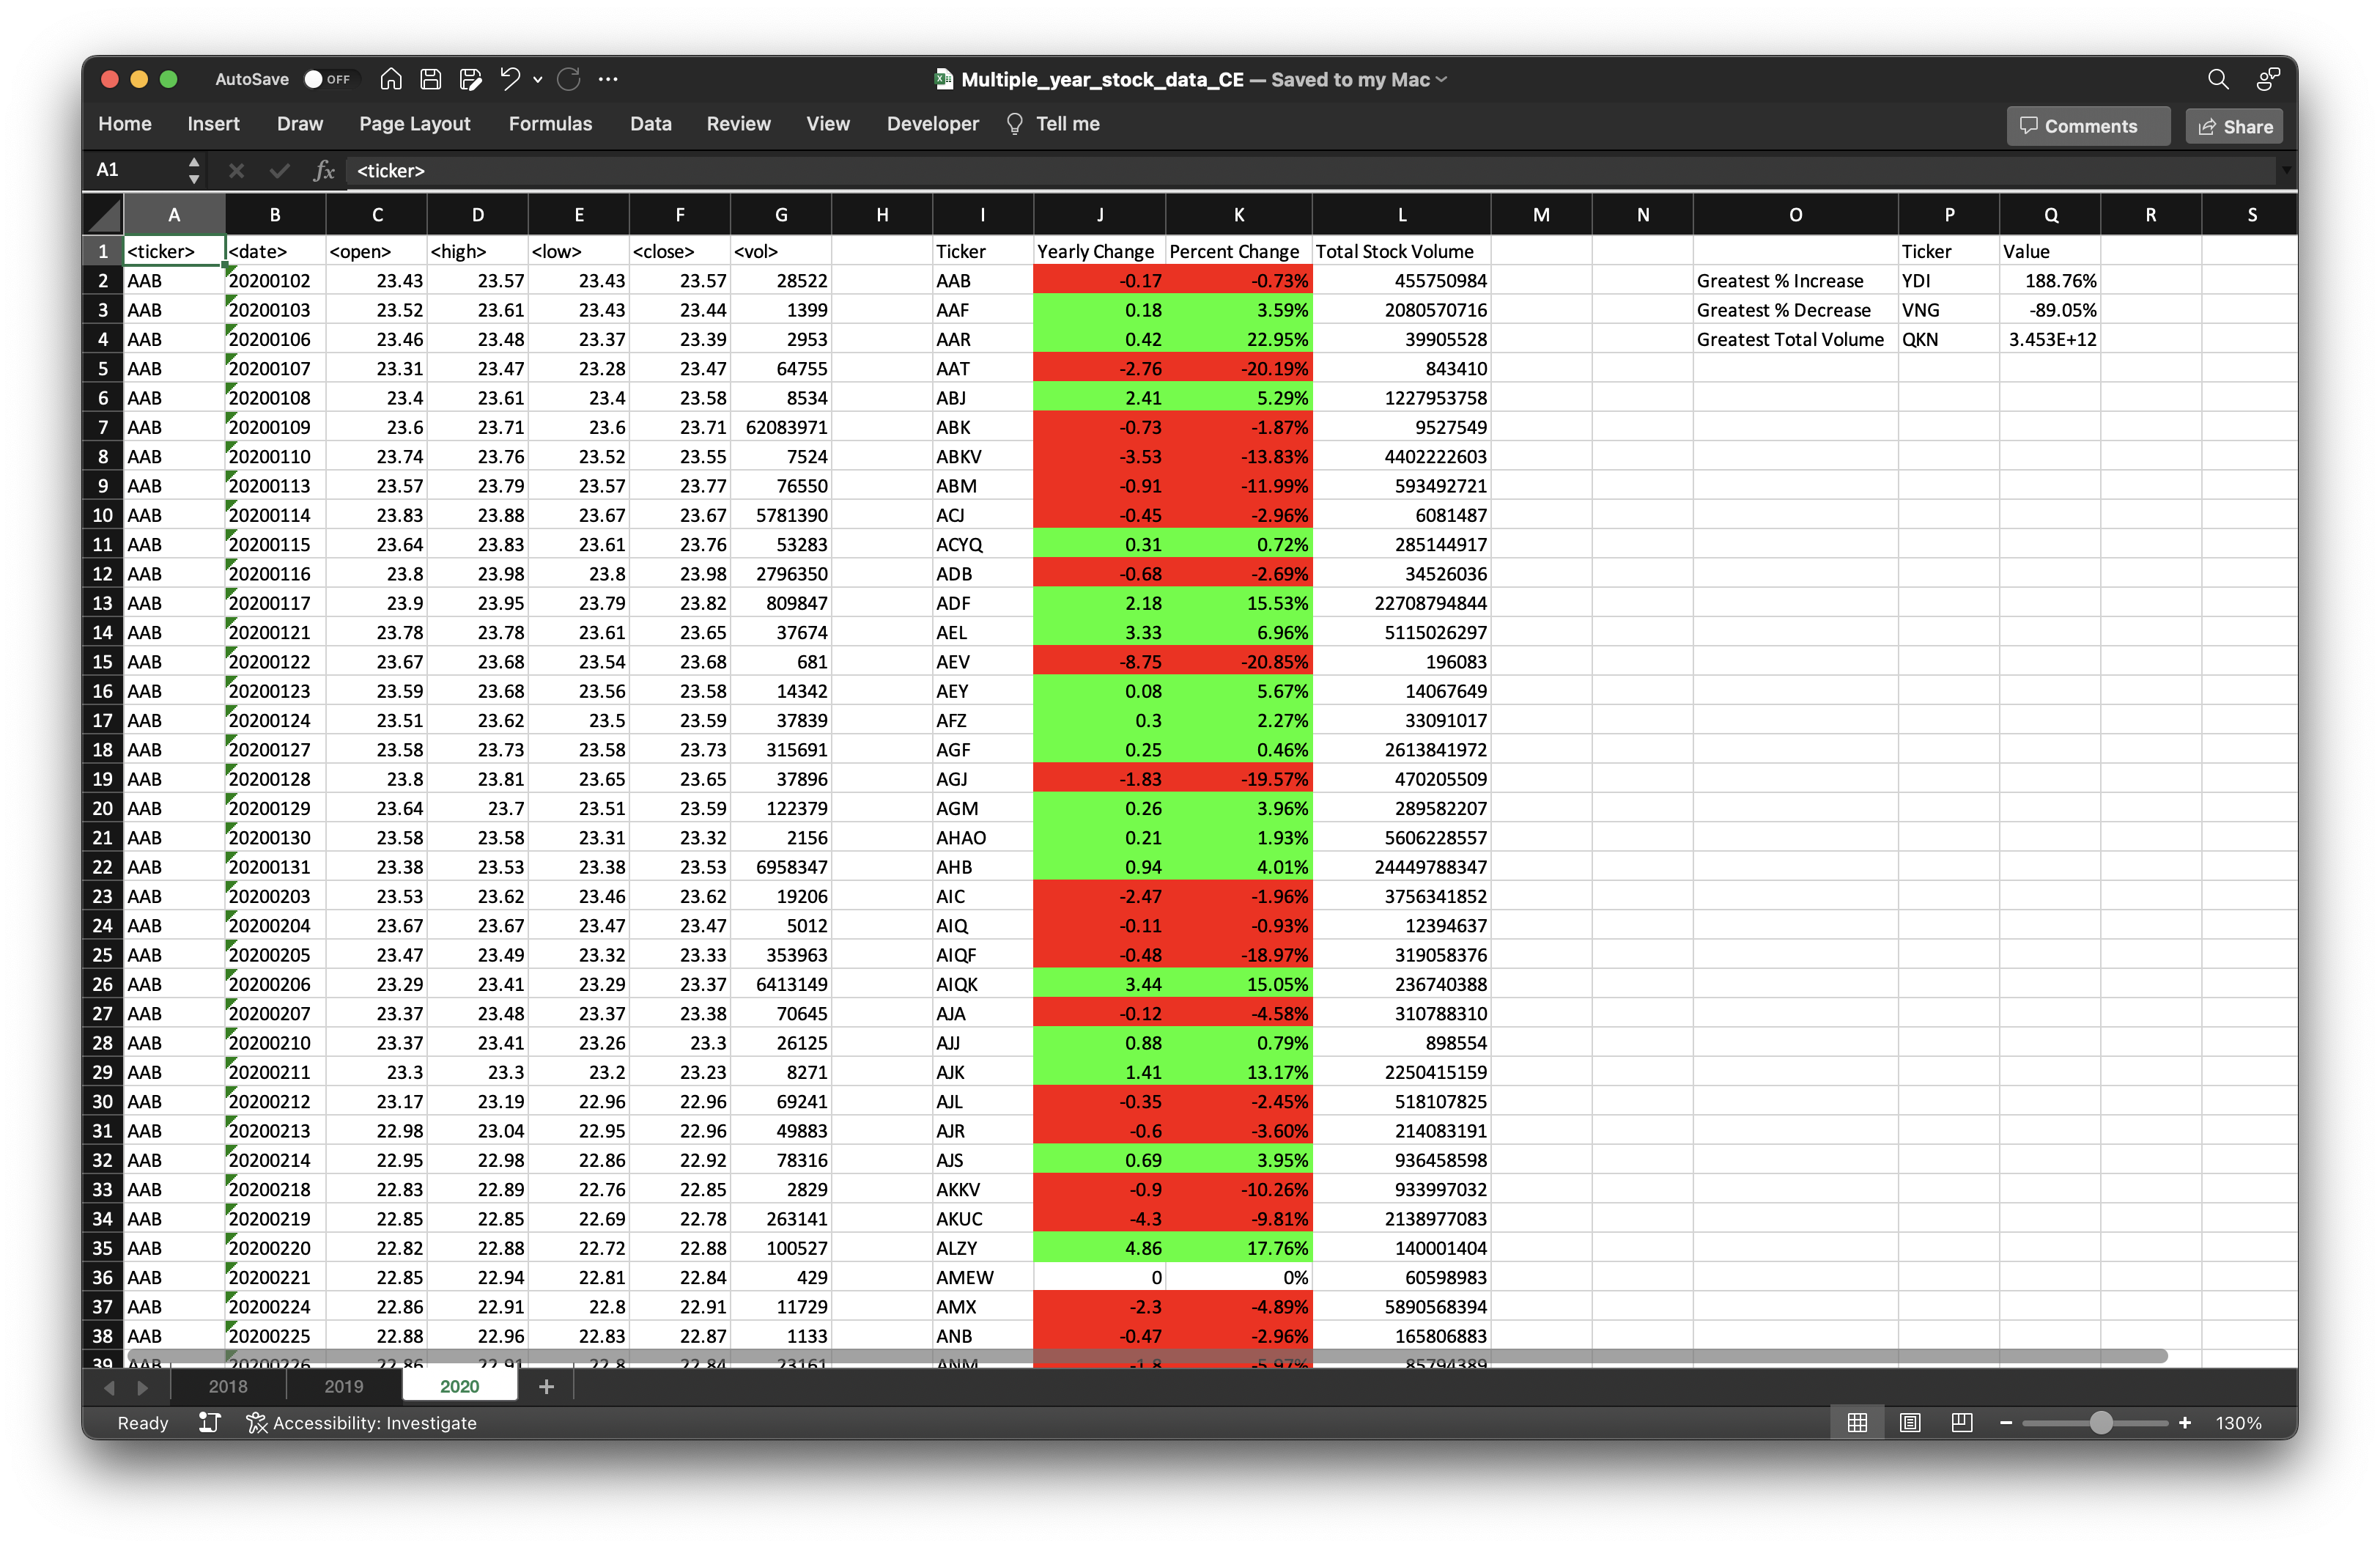 AutoSave OFF
Multiple_year_stock_data_CE — Saved to my Mac
Home Insert Draw Page Layout Formulas Data Review View Developer Tell me Comments Share
A1 fx <ticker>
A B C D E F G H I J K L M N O P Q R S
1 <ticker> <date> <open> <high> <low> <close> <vol> Ticker Yearly Change Percent Change Total Stock Volume Ticker Value
2 AAB 20200102 23.43 23.57 23.43 23.57 28522 AAB -0.17 -0.73% 455750984 Greatest % Increase YDI 188.76%
3 AAB 20200103 23.52 23.61 23.43 23.44 1399 AAF 0.18 3.59% 2080570716 Greatest % Decrease VNG -89.05%
4 AAB 20200106 23.46 23.48 23.37 23.39 2953 AAR 0.42 22.95% 39905528 Greatest Total Volume QKN 3.453E+12
5 AAB 20200107 23.31 23.47 23.28 23.47 64755 AAT -2.76 -20.19% 843410
6 AAB 20200108 23.4 23.61 23.4 23.58 8534 ABJ 2.41 5.29% 1227953758
7 AAB 20200109 23.6 23.71 23.6 23.71 62083971 ABK -0.73 -1.87% 9527549
8 AAB 20200110 23.74 23.76 23.52 23.55 7524 ABKV -3.53 -13.83% 4402222603
9 AAB 20200113 23.57 23.79 23.57 23.77 76550 ABM -0.91 -11.99% 593492721
10 AAB 20200114 23.83 23.88 23.67 23.67 5781390 ACJ -0.45 -2.96% 6081487
11 AAB 20200115 23.64 23.83 23.61 23.76 53283 ACYQ 0.31 0.72% 285144917
12 AAB 20200116 23.8 23.98 23.8 23.98 2796350 ADB -0.68 -2.69% 34526036
13 AAB 20200117 23.9 23.95 23.79 23.82 809847 ADF 2.18 15.53% 22708794844
14 AAB 20200121 23.78 23.78 23.61 23.65 37674 AEL 3.33 6.96% 5115026297
15 AAB 20200122 23.67 23.68 23.54 23.68 681 AEV -8.75 -20.85% 196083
16 AAB 20200123 23.59 23.68 23.56 23.58 14342 AEY 0.08 5.67% 14067649
17 AAB 20200124 23.51 23.62 23.5 23.59 37839 AFZ 0.3 2.27% 33091017
18 AAB 20200127 23.58 23.73 23.58 23.73 315691 AGF 0.25 0.46% 2613841972
19 AAB 20200128 23.8 23.81 23.65 23.65 37896 AGJ -1.83 -19.57% 470205509
20 AAB 20200129 23.64 23.7 23.51 23.59 122379 AGM 0.26 3.96% 289582207
21 AAB 20200130 23.58 23.58 23.31 23.32 2156 AHAO 0.21 1.93% 5606228557
22 AAB 20200131 23.38 23.53 23.38 23.53 6958347 AHB 0.94 4.01% 24449788347
23 AAB 20200203 23.53 23.62 23.46 23.62 19206 AIC -2.47 -1.96% 3756341852
24 AAB 20200204 23.67 23.67 23.47 23.47 5012 AIQ -0.11 -0.93% 12394637
25 AAB 20200205 23.47 23.49 23.32 23.33 353963 AIQF -0.48 -18.97% 319058376
26 AAB 20200206 23.29 23.41 23.29 23.37 6413149 AIQK 3.44 15.05% 236740388
27 AAB 20200207 23.37 23.48 23.37 23.38 70645 AJA -0.12 -4.58% 310788310
28 AAB 20200210 23.37 23.41 23.26 23.3 26125 AJJ 0.88 0.79% 898554
29 AAB 20200211 23.3 23.3 23.2 23.23 8271 AJK 1.41 13.17% 2250415159
30 AAB 20200212 23.17 23.19 22.96 22.96 69241 AJL -0.35 -2.45% 518107825
31 AAB 20200213 22.98 23.04 22.95 22.96 49883 AJR -0.6 -3.60% 214083191
32 AAB 20200214 22.95 22.98 22.86 22.92 78316 AJS 0.69 3.95% 936458598
33 AAB 20200218 22.83 22.89 22.76 22.85 2829 AKKV -0.9 -10.26% 933997032
34 AAB 20200219 22.85 22.85 22.69 22.78 263141 AKUC -4.3 -9.81% 2138977083
35 AAB 20200220 22.82 22.88 22.72 22.88 100527 ALZY 4.86 17.76% 140001404
36 AAB 20200221 22.85 22.94 22.81 22.84 429 AMEW 0 0% 60598983
37 AAB 20200224 22.86 22.91 22.8 22.91 11729 AMX -2.3 -4.89% 5890568394
38 AAB 20200225 22.88 22.96 22.83 22.87 1133 ANB -0.47 -2.96% 165806883
39 AAB 20200226 22.86 22.91 22.8 22.84 23161 ANM -1.8 -5.97% 85794389
2018 2019 2020 +
Ready Accessibility: Investigate 130%